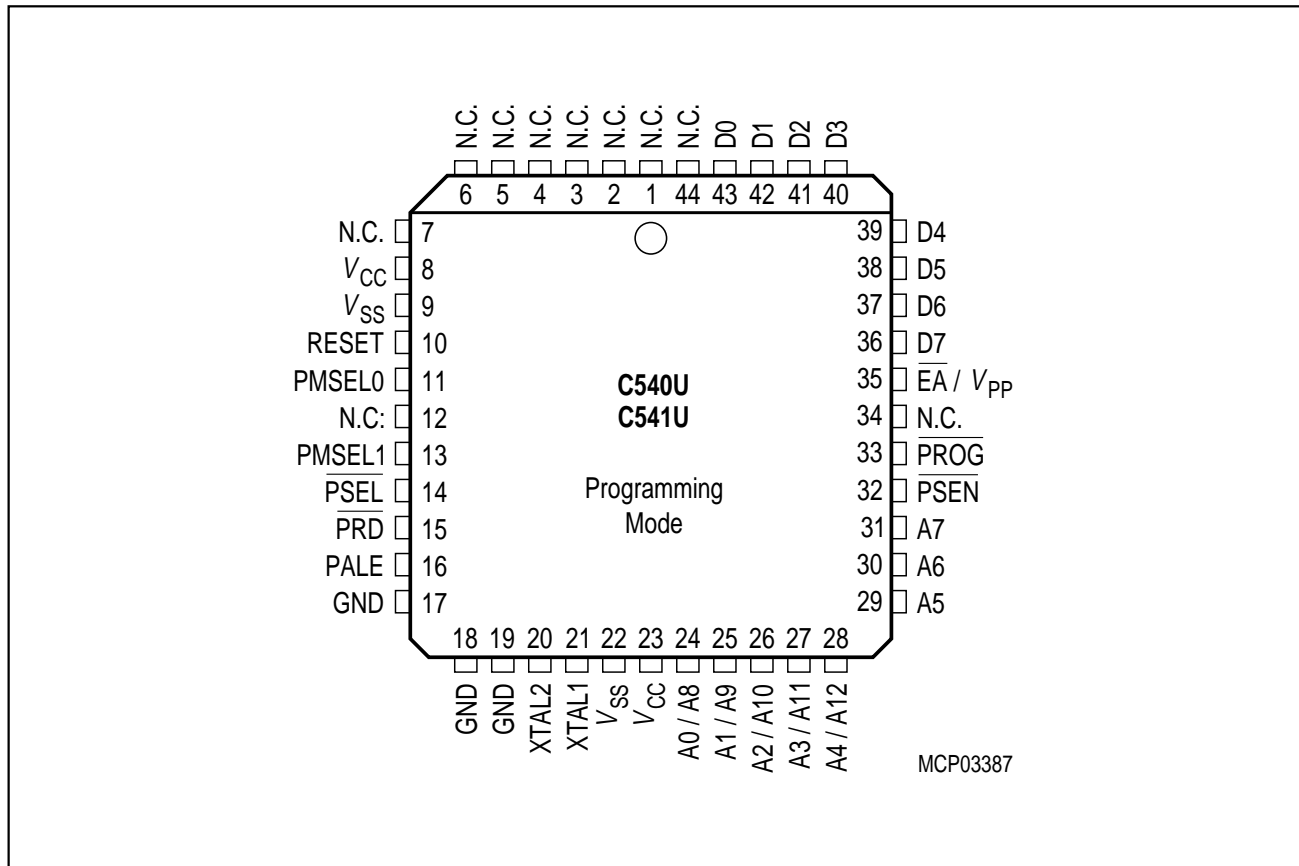 N.C. N.C. N.C. N.C. N.C. N.C. N.C. D0 D1 D2 D3
6 5 4 3 2 1 44 43 42 41 40
N.C. 7 39 D4
VCC 8 38 D5
VSS 9 37 D6
RESET 10 36 D7
PMSEL0 11 35 EA / VPP
N.C: 12 34 N.C.
PMSEL1 13 33 PROG
PSEL 14 32 PSEN
PRD 15 31 A7
PALE 16 30 A6
GND 17 29 A5
C540U
C541U
Programming
Mode
18 19 20 21 22 23 24 25 26 27 28
GND GND XTAL2 XTAL1 VSS VCC A0 / A8 A1 / A9 A2 / A10 A3 / A11 A4 / A12
MCP03387